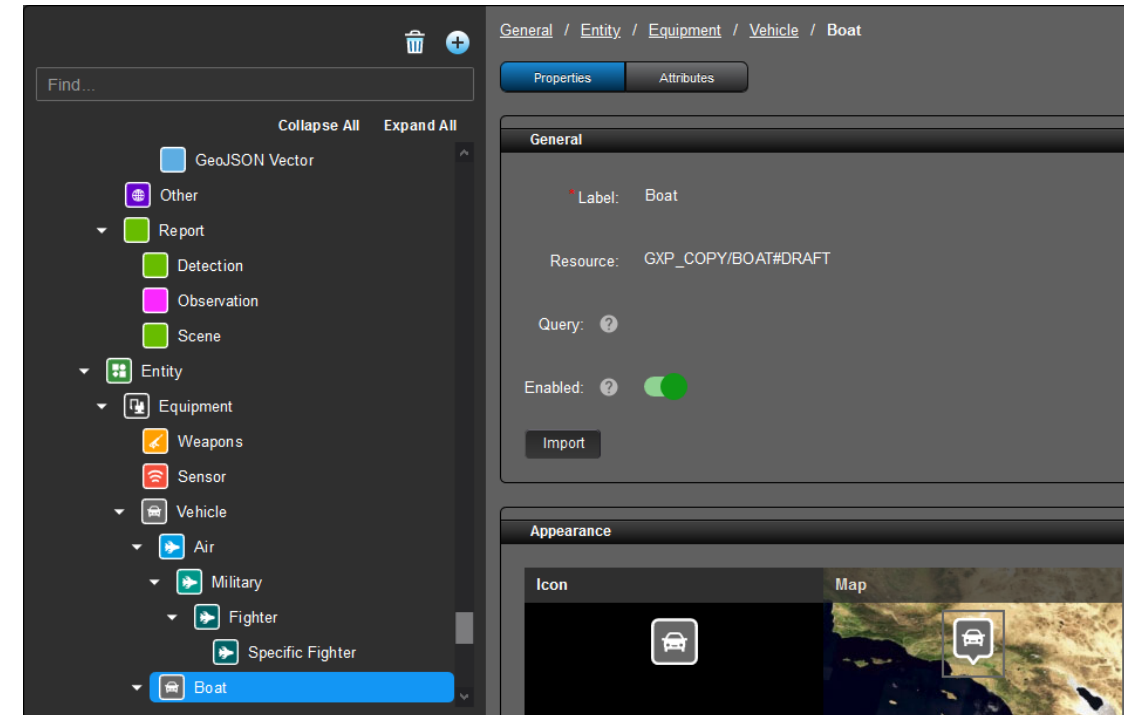 General / Entity / Equipment / Vehicle / Boat
Find...
Properties
Attributes
Collapse All
Expand All
GeoJSON Vector
Other
Report
Detection
Observation
Scene
Entity
Equipment
Weapons
Sensor
Vehicle
Air
Military
Fighter
Specific Fighter
Boat
General
*Label: Boat
Resource: GXP_COPY/BOAT#DRAFT
Query: ?
Enabled: ?
Import
Appearance
Icon
Map